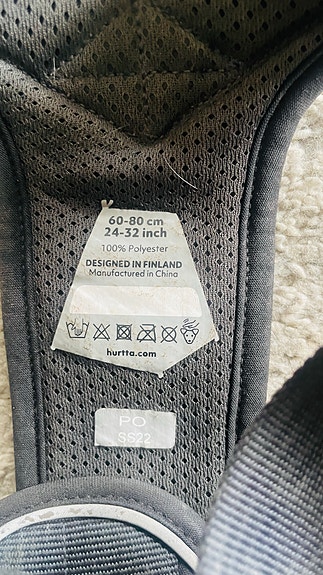 60-80 cm
24-32 inch
100% Polyester
DESIGNED IN FINLAND
Manufactured in China
hurtta.com
PO
SS22